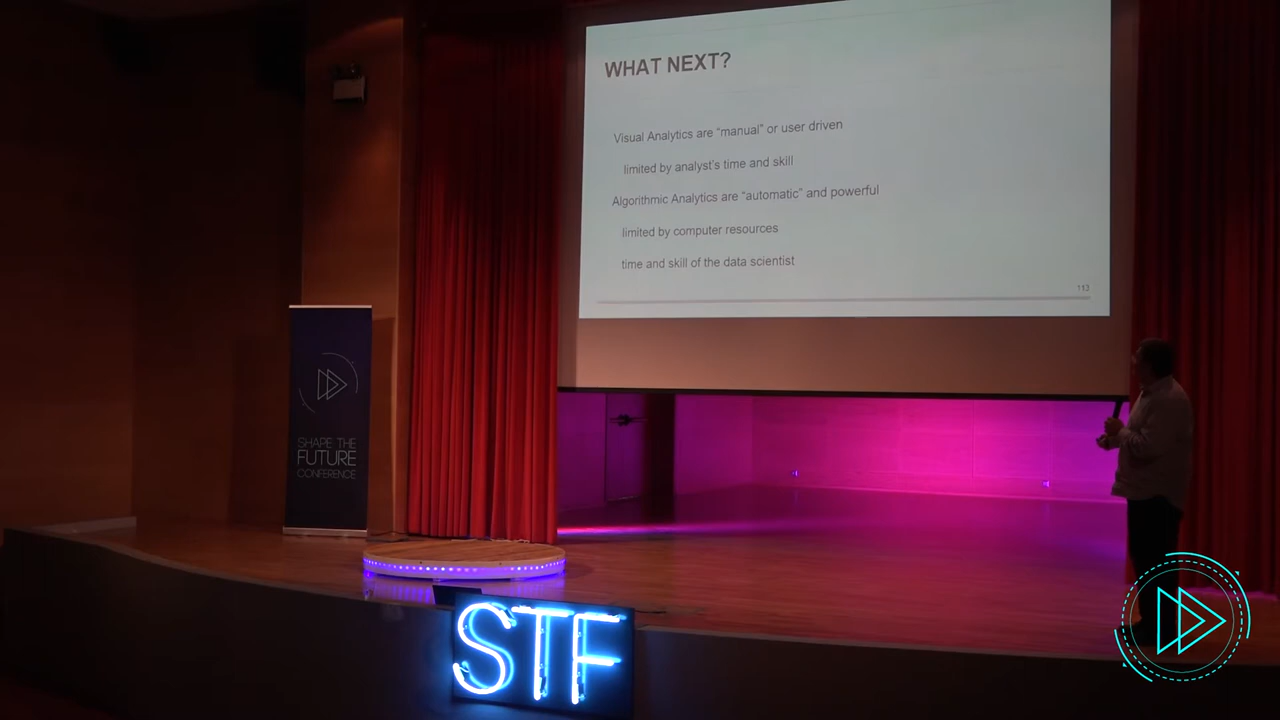 WHAT NEXT?
Visual Analytics are “manual” or user driven
limited by analyst's time and skill
Algorithmic Analytics are “automatic” and powerful
limited by computer resources
time and skill of the data scientist
113
SHAPE THE
FUTURE
CONFERENCE
STF